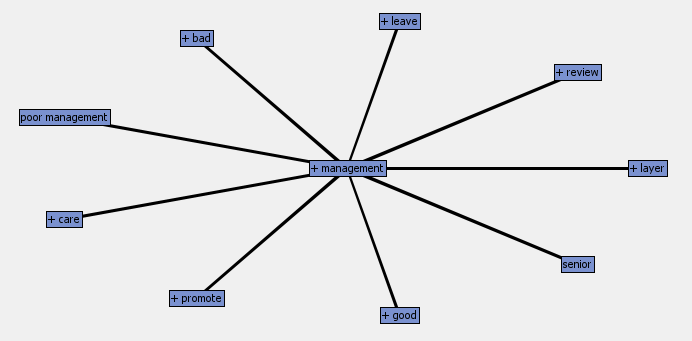 + leave
+ bad
+ review
poor management
+ management
+ layer
+ care
senior
+ promote
+ good